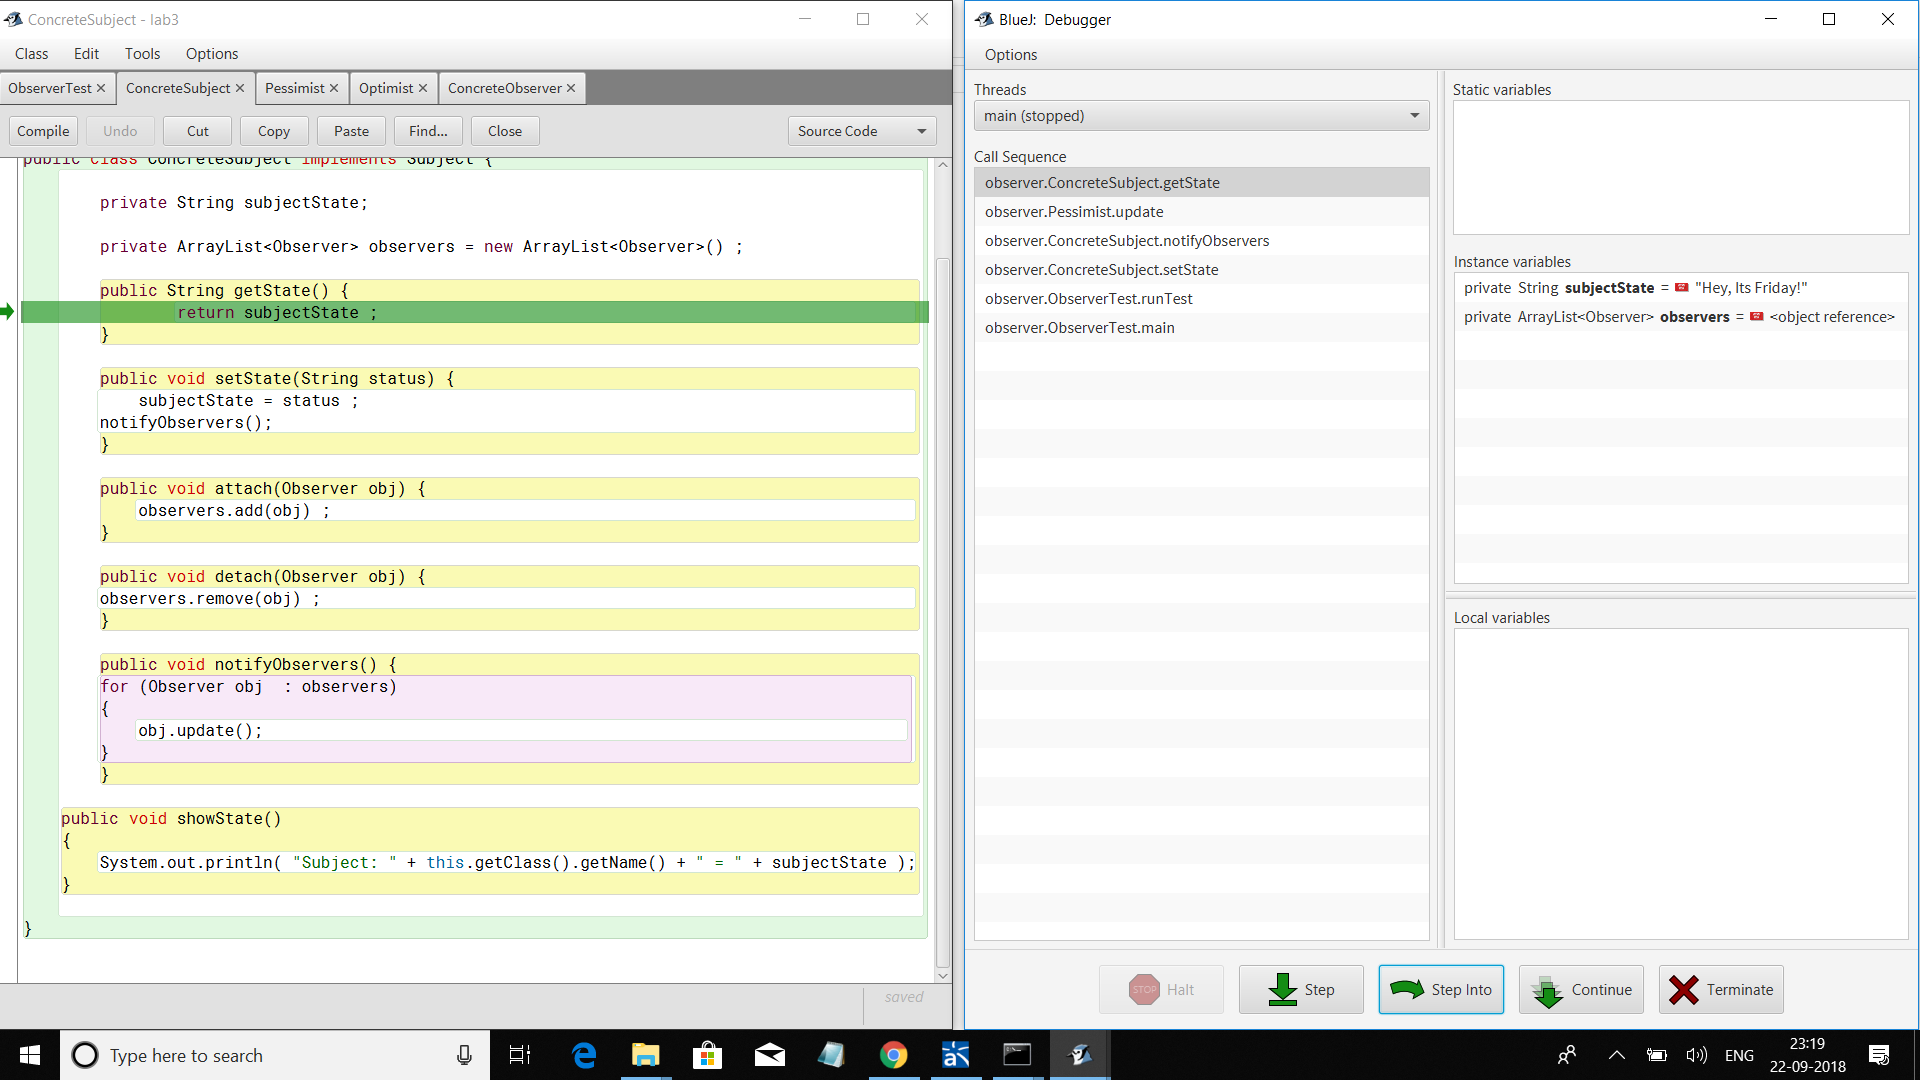 ConcreteSubject - lab3
Class Edit Tools Options
ObserverTest × ConcreteSubject × Pessimist × Optimist × ConcreteObserver ×
Compile Undo Cut Copy Paste Find... Close Source Code
public class ConcreteSubject implements Subject {
private String subjectState;
private ArrayList<Observer> observers = new ArrayList<Observer>() ;
public String getState() {
return subjectState ;
}
public void setState(String status) {
subjectState = status ;
notifyObservers();
}
public void attach(Observer obj) {
observers.add(obj) ;
}
public void detach(Observer obj) {
observers.remove(obj) ;
}
public void notifyObservers() {
for (Observer obj  : observers)
{
obj.update();
}
}
public void showState()
{
System.out.println( "Subject: " + this.getClass().getName() + " = " + subjectState );
}
}
saved
BlueJ: Debugger
Options
Threads
main (stopped)
Call Sequence
observer.ConcreteSubject.getState
observer.Pessimist.update
observer.ConcreteSubject.notifyObservers
observer.ConcreteSubject.setState
observer.ObserverTest.runTest
observer.ObserverTest.main
Static variables
Instance variables
private String subjectState = "Hey, Its Friday!"
private ArrayList<Observer> observers = <object reference>
Local variables
STOP Halt Step Step Into Continue Terminate
Type here to search
ENG
23:19
22-09-2018